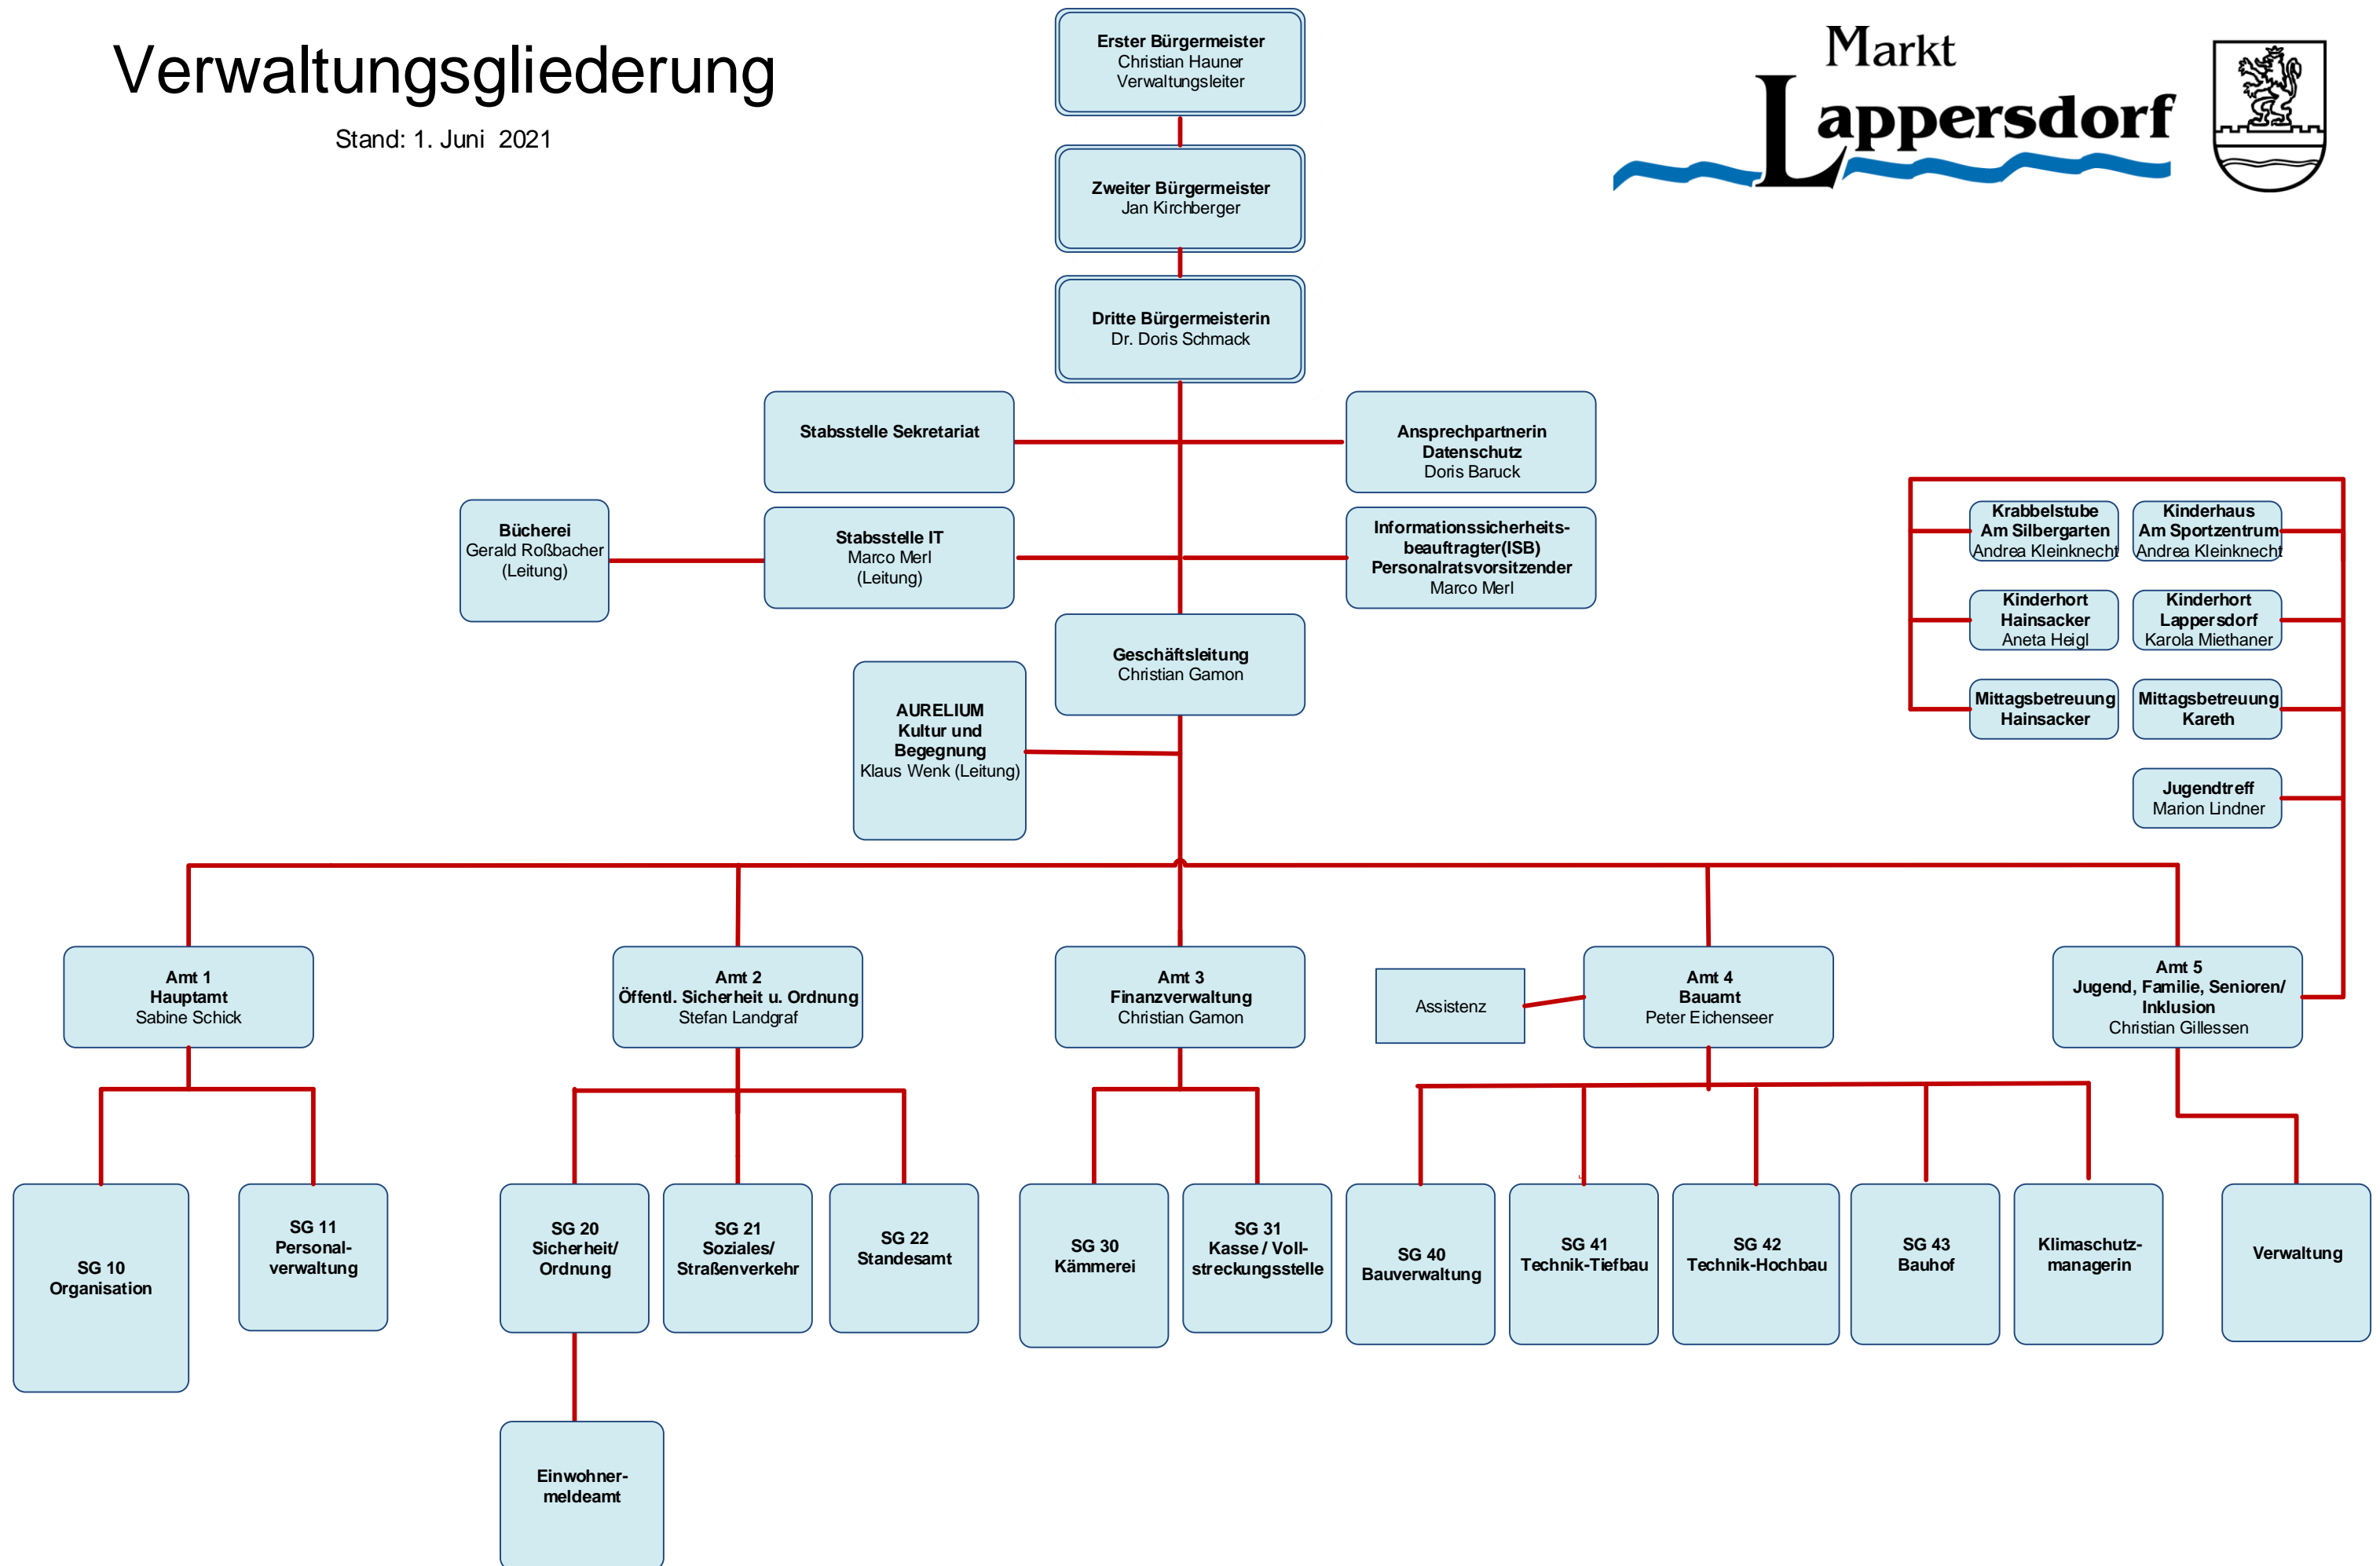 Verwaltungsgliederung
Stand: 1. Juni 2021
Markt
Lappersdorf
Erster Bürgermeister
Christian Hauner
Verwaltungsleiter
Zweiter Bürgermeister
Jan Kirchberger
Dritte Bürgermeisterin
Dr. Doris Schmack
Stabsstelle Sekretariat
Ansprechpartnerin
Datenschutz
Doris Baruck
Bücherei
Gerald Roßbacher
(Leitung)
Stabsstelle IT
Marco Merl
(Leitung)
Informationssicherheits-
beauftragter(ISB)
Personalratsvorsitzender
Marco Merl
Krabbelstube
Am Silbergarten
Andrea Kleinknecht
Kinderhaus
Am Sportzentrum
Andrea Kleinknecht
Kinderhort
Hainsacker
Aneta Heigl
Kinderhort
Lappersdorf
Karola Miethaner
Mittagsbetreuung
Hainsacker
Mittagsbetreuung
Kareth
Jugendtreff
Marion Lindner
Geschäftsleitung
Christian Gamon
AURELIUM
Kultur und
Begegnung
Klaus Wenk (Leitung)
Amt 1
Hauptamt
Sabine Schick
Amt 2
Öffentl. Sicherheit u. Ordnung
Stefan Landgraf
Amt 3
Finanzverwaltung
Christian Gamon
Assistenz
Amt 4
Bauamt
Peter Eichenseer
Amt 5
Jugend, Familie, Senioren/
Inklusion
Christian Gillessen
SG 10
Organisation
SG 11
Personal-
verwaltung
SG 20
Sicherheit/
Ordnung
SG 21
Soziales/
Straßenverkehr
SG 22
Standesamt
SG 30
Kämmerei
SG 31
Kasse / Voll-
streckungsstelle
SG 40
Bauverwaltung
SG 41
Technik-Tiefbau
SG 42
Technik-Hochbau
SG 43
Bauhof
Klimaschutz-
managerin
Verwaltung
Einwohner-
meldeamt